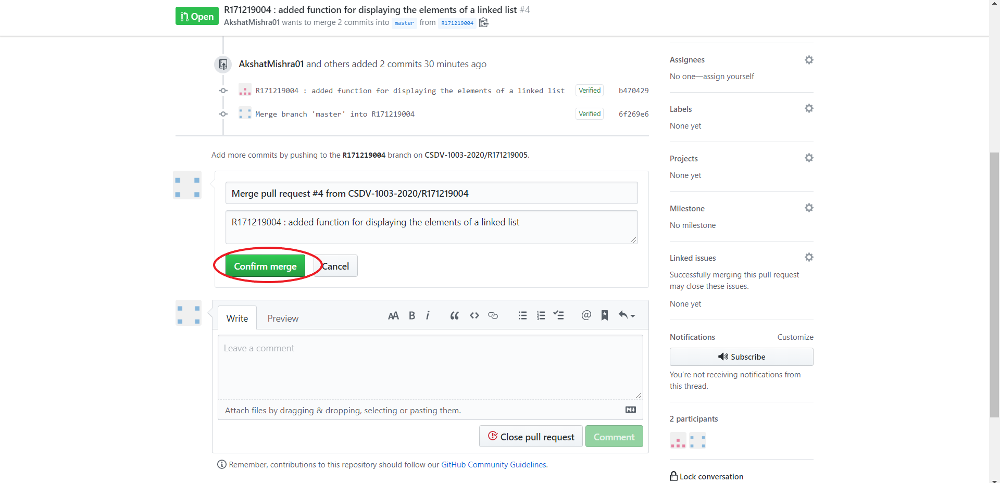 Open
R171219004 : added function for displaying the elements of a linked list #4
AkshatMishra01 wants to merge 2 commits into master from R171219004
AkshatMishra01 and others added 2 commits 30 minutes ago
R171219004 : added function for displaying the elements of a linked list Verified b470429
Merge branch 'master' into R171219004 Verified 6f269e6
Add more commits by pushing to the R171219004 branch on CSDV-1003-2020/R171219005.
Merge pull request #4 from CSDV-1003-2020/R171219004
R171219004 : added function for displaying the elements of a linked list
Confirm merge Cancel
Write Preview
Leave a comment
Attach files by dragging & dropping, selecting or pasting them.
Close pull request Comment
Remember, contributions to this repository should follow our GitHub Community Guidelines.
Assignees
No one—assign yourself
Labels
None yet
Projects
None yet
Milestone
No milestone
Linked issues
Successfully merging this pull request
may close these issues.
None yet
Notifications Customize
Subscribe
You're not receiving notifications from
this thread.
2 participants
Lock conversation